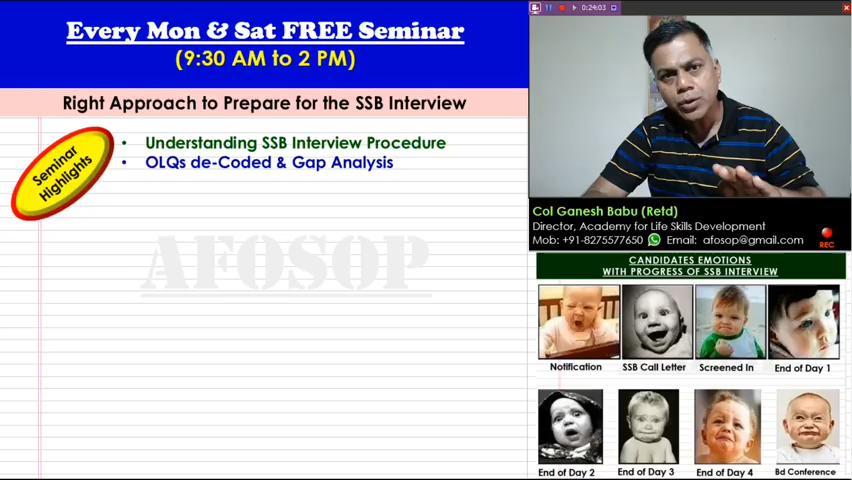 Every Mon & Sat FREE Seminar
(9:30 AM to 2 PM)
Right Approach to Prepare for the SSB Interview
Seminar
Highlights
• Understanding SSB Interview Procedure
• OLQs de-Coded & Gap Analysis
AFOSOP
0:24:03
Col Ganesh Babu (Retd)
Director, Academy for Life Skills Development
Mob: +91-8275577650 Email: afosop@gmail.com
REC
CANDIDATES EMOTIONS
WITH PROGRESS OF SSB INTERVIEW
Notification SSB Call Letter Screened In End of Day 1
End of Day 2 End of Day 3 End of Day 4 Bd Conference